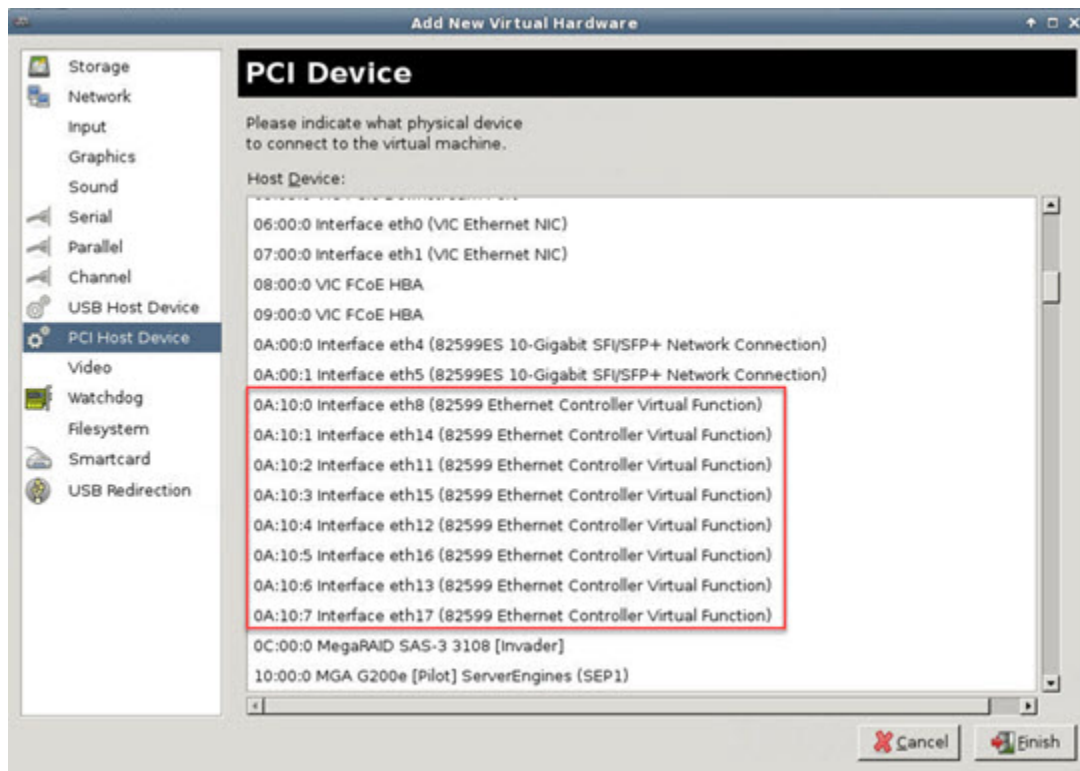 Add New Virtual Hardware
Storage
Network
Input
Graphics
Sound
Serial
Parallel
Channel
USB Host Device
PCI Host Device
Video
Watchdog
Filesystem
Smartcard
USB Redirection
PCI Device
Please indicate what physical device
to connect to the virtual machine.
Host Device:
06:00:0 Interface eth0 (VIC Ethernet NIC)
07:00:0 Interface eth1 (VIC Ethernet NIC)
08:00:0 VIC FCoE HBA
09:00:0 VIC FCoE HBA
0A:00:0 Interface eth4 (82599ES 10-Gigabit SFI/SFP+ Network Connection)
0A:00:1 Interface eth5 (82599ES 10-Gigabit SFI/SFP+ Network Connection)
0A:10:0 Interface eth8 (82599 Ethernet Controller Virtual Function)
0A:10:1 Interface eth14 (82599 Ethernet Controller Virtual Function)
0A:10:2 Interface eth11 (82599 Ethernet Controller Virtual Function)
0A:10:3 Interface eth15 (82599 Ethernet Controller Virtual Function)
0A:10:4 Interface eth12 (82599 Ethernet Controller Virtual Function)
0A:10:5 Interface eth16 (82599 Ethernet Controller Virtual Function)
0A:10:6 Interface eth13 (82599 Ethernet Controller Virtual Function)
0A:10:7 Interface eth17 (82599 Ethernet Controller Virtual Function)
0C:00:0 MegaRAID SAS-3 3108 [Invader]
10:00:0 MGA G200e [Pilot] ServerEngines (SEP1)
Cancel
Finish